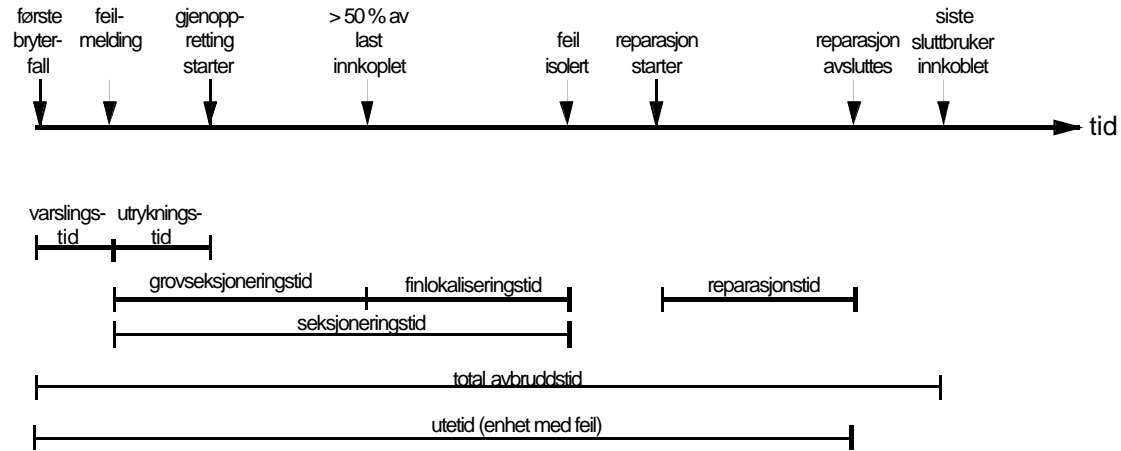 første
bryter-
fall
feil-
melding
gjenopp-
retting
starter
> 50 % av
last
innkoplet
feil
isolert
reparasjon
starter
reparasjon
avsluttes
siste
sluttbruker
innkoblet
tid
varslings-
tid
utryknings-
tid
grovseksjoneringstid
finlokaliseringstid
reparasjonstid
seksjoneringstid
total avbruddstid
utetid (enhet med feil)